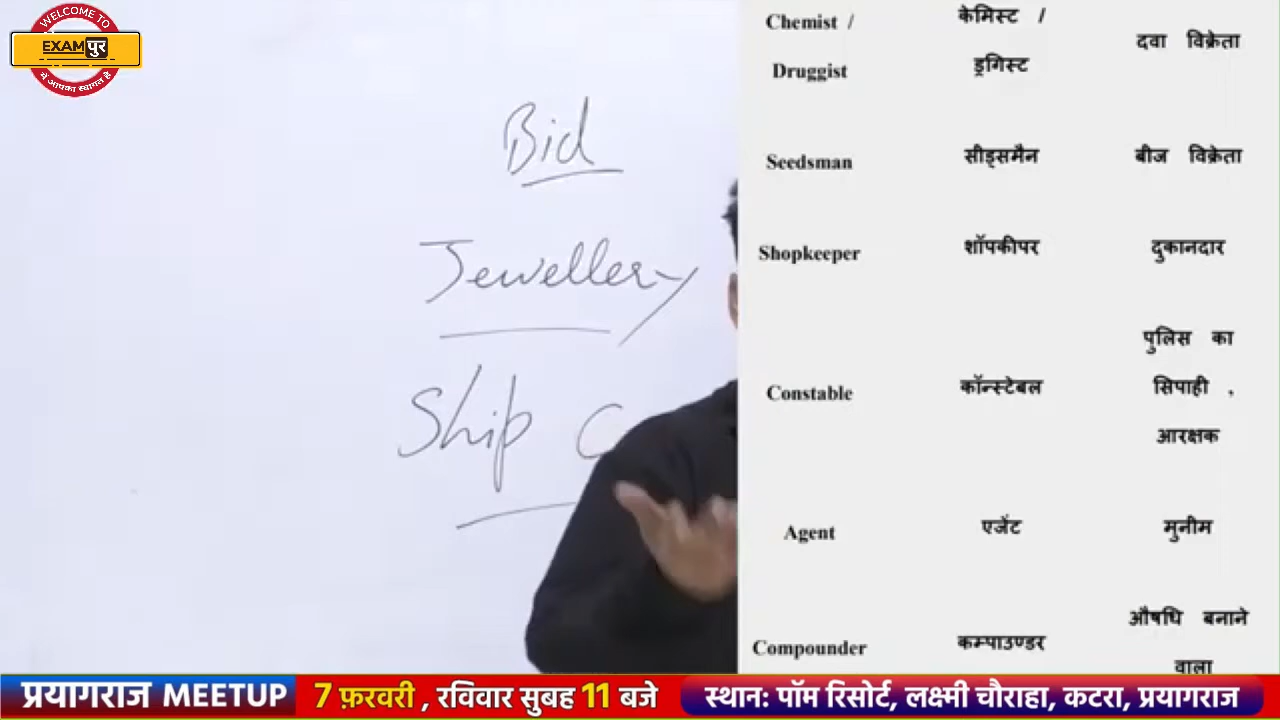 WELCOME TO
EXAMपुर
में आपका स्वागत है
Bid
Jewellery
Ship C
Chemist / केमिस्ट / दवा विक्रेता
Druggist ड्रगिस्ट
Seedsman सीड्समैन बीज विक्रेता
Shopkeeper शॉपकीपर दुकानदार
पुलिस का
Constable कॉन्स्टेबल सिपाही ,
आरक्षक
Agent एजेंट मुनीम
औषधि बनाने
Compounder कम्पाउण्डर
वाला
प्रयागराज MEETUP 7 फ़रवरी , रविवार सुबह 11 बजे स्थान: पॉम रिसोर्ट, लक्ष्मी चौराहा, कटरा, प्रयागराज